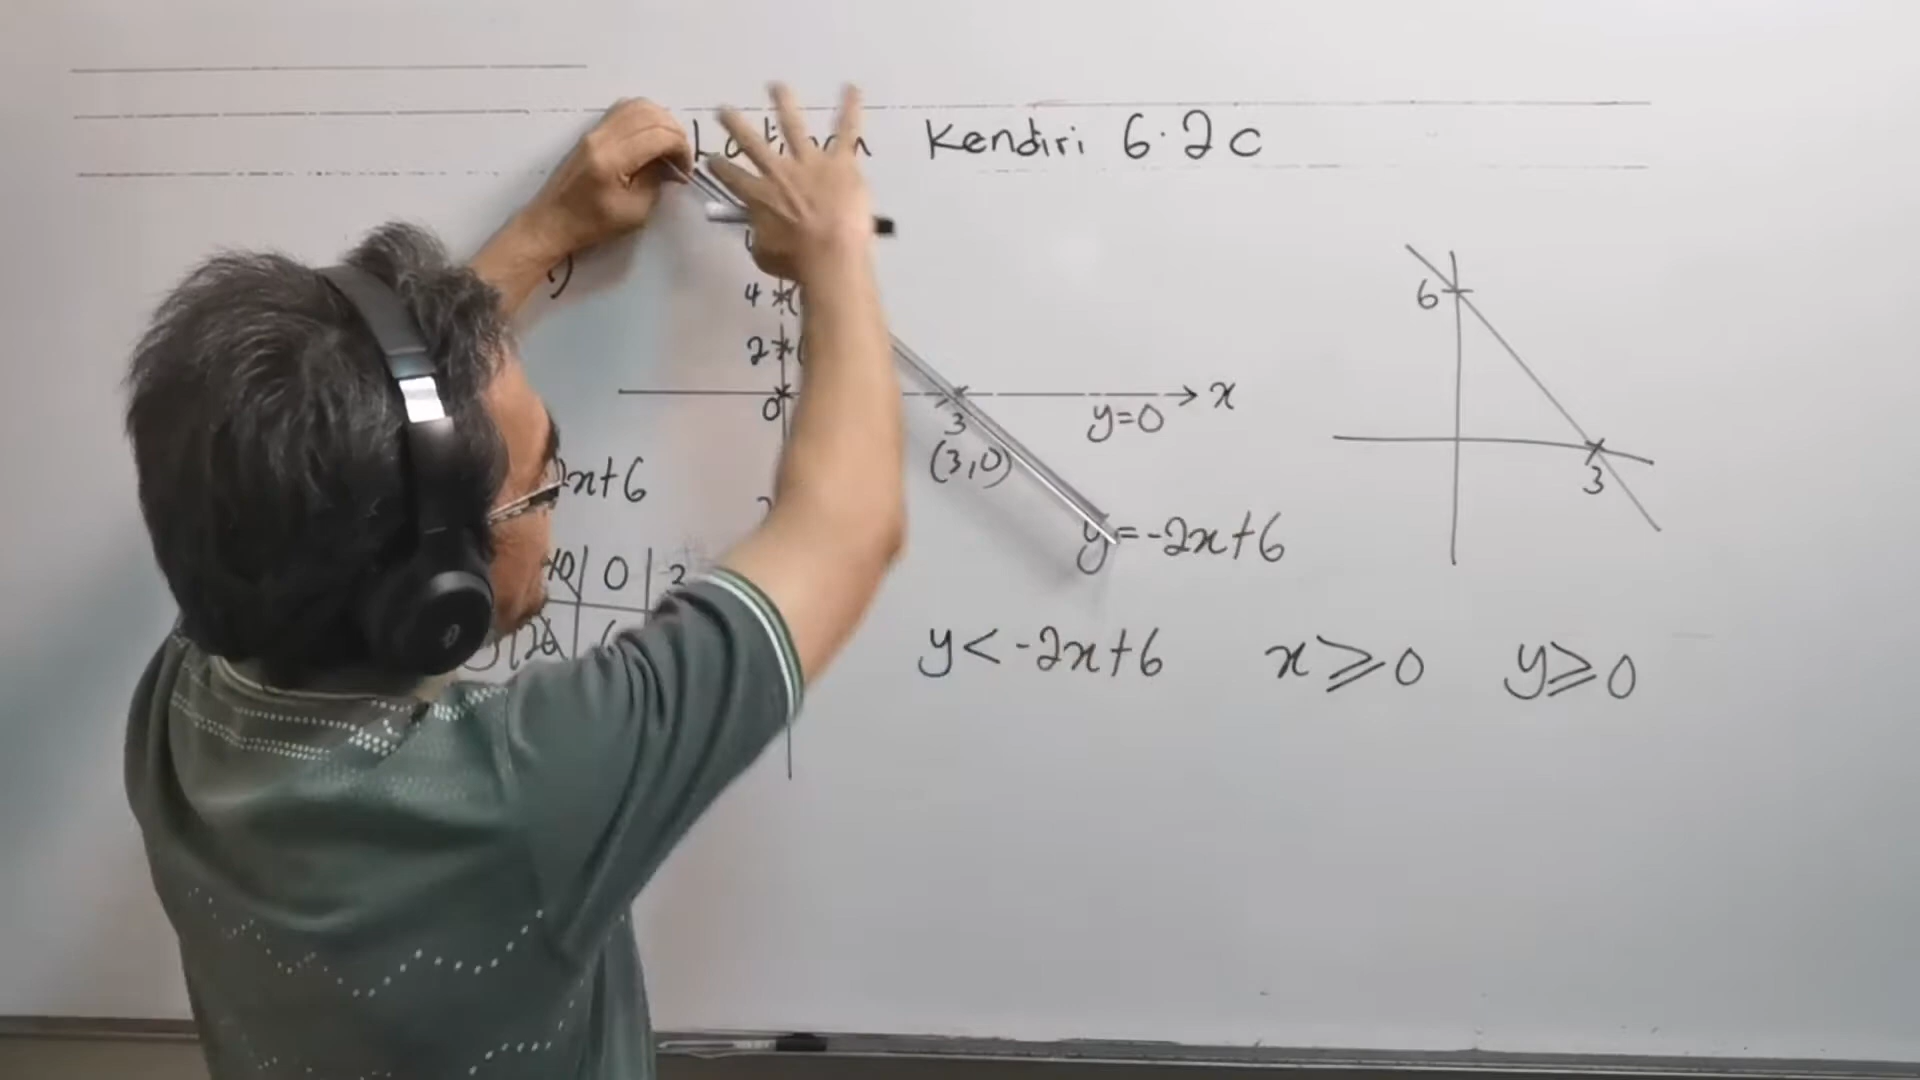 Kendiri 6.2c
4
6
2
0
x
3
y=0
(3,0)
3
2x+6
y=-2x+6
0
y < -2x+6 x ⩾ 0 y ⩾ 0